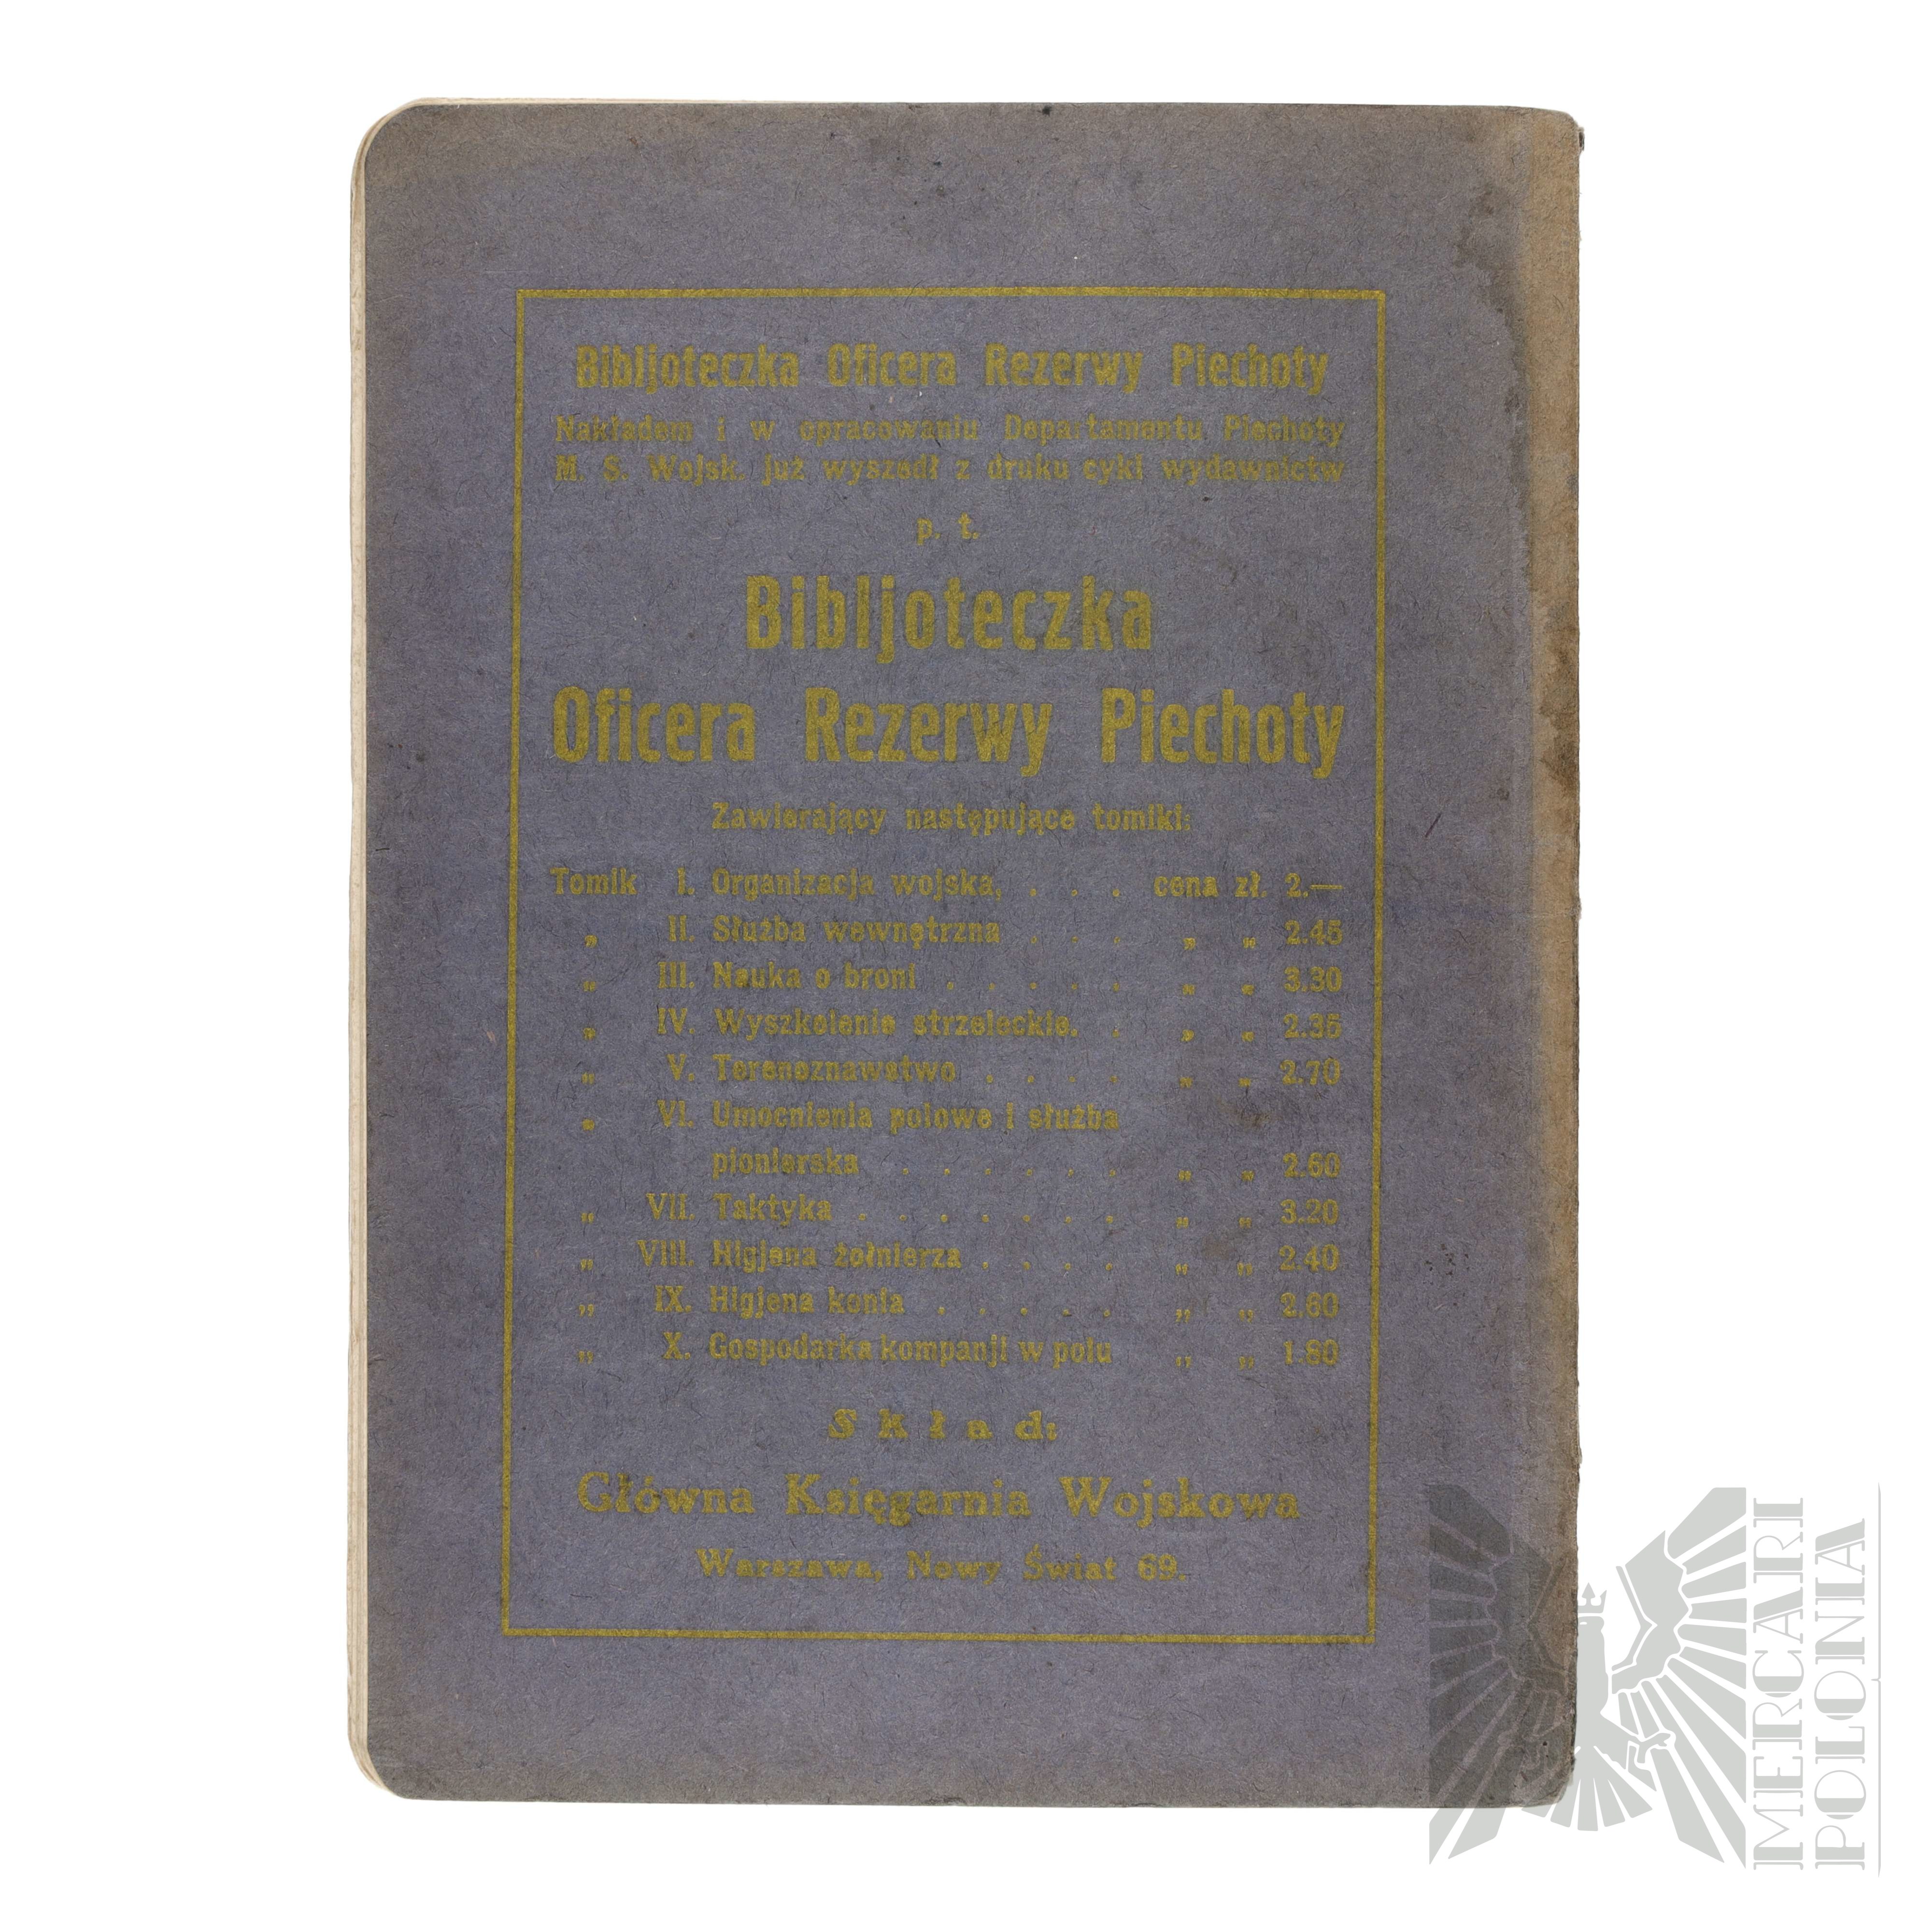 Bibljoteczka Oficera Rezerwy Piechoty
Nakładem i w opracowaniu Departamentu Piechoty
M. S. Wojsk. już wyszedł z druku cykl wydawnictw
p. t.
Bibljoteczka
Oficera Rezerwy Piechoty
Zawierający następujące tomiki:
Tomik I. Organizacja wojska, . . . cena zł. 2.—
„ II. Służba wewnętrzna . . . „ „ 2.45
„ III. Nauka o broni . . . . . „ „ 3.30
„ IV. Wyszkolenie strzeleckie. . „ „ 2.35
„ V. Terenoznawstwo . . . . „ „ 2.70
„ VI. Umocnienia polowe i służba
pionierska . . . . . . „ „ 2.60
„ VII. Taktyka . . . . . . . „ „ 3.20
„ VIII. Higjena żołnierza . . . . „ „ 2.40
„ IX. Higjena konia . . . . . „ „ 2.60
„ X. Gospodarka kompanji w polu „ „ 1.80
Skład:
Główna Księgarnia Wojskowa
Warszawa, Nowy Świat 69.
MERCARI
POLONIA